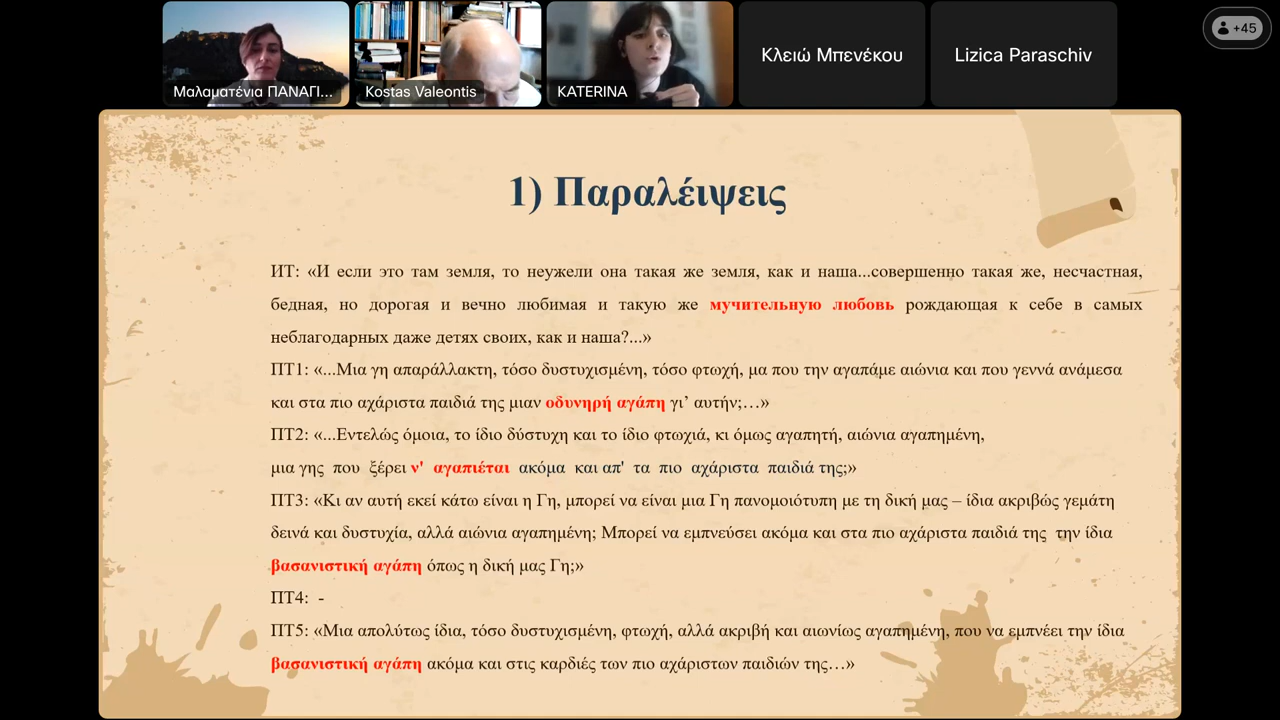 Μαλαματένια ΠΑΝΑΓΙ...
Kostas Valeontis
KATERINA
Κλειώ Μπενέκου
Lizica Paraschiv
+45
1) Παραλέιψεις
ИТ: «И если это там земля, то неужели она такая же земля, как и наша...совершенно такая же, несчастная,
бедная, но дорогая и вечно любимая и такую же мучительную любовь рождающая к себе в самых
неблагодарных даже детях своих, как и наша?...»
ΠΤ1: «...Μια γη απαράλλακτη, τόσο δυστυχισμένη, τόσο φτωχή, μα που την αγαπάμε αιώνια και που γεννά ανάμεσα
και στα πιο αχάριστα παιδιά της μιαν οδυνηρή αγάπη γι’ αυτήν;…»
ΠΤ2: «...Εντελώς όμοια, το ίδιο δύστυχη και το ίδιο φτωχιά, κι όμως αγαπητή, αιώνια αγαπημένη,
μια γης που ξέρει ν' αγαπιέται ακόμα και απ' τα πιο αχάριστα παιδιά της;»
ΠΤ3: «Κι αν αυτή εκεί κάτω είναι η Γη, μπορεί να είναι μια Γη πανομοιότυπη με τη δική μας – ίδια ακριβώς γεμάτη
δεινά και δυστυχία, αλλά αιώνια αγαπημένη; Μπορεί να εμπνεύσει ακόμα και στα πιο αχάριστα παιδιά της την ίδια
βασανιστική αγάπη όπως η δική μας Γη;»
ΠΤ4: -
ΠΤ5: «Μια απολύτως ίδια, τόσο δυστυχισμένη, φτωχή, αλλά ακριβή και αιωνίως αγαπημένη, που να εμπνέει την ίδια
βασανιστική αγάπη ακόμα και στις καρδιές των πιο αχάριστων παιδιών της…»